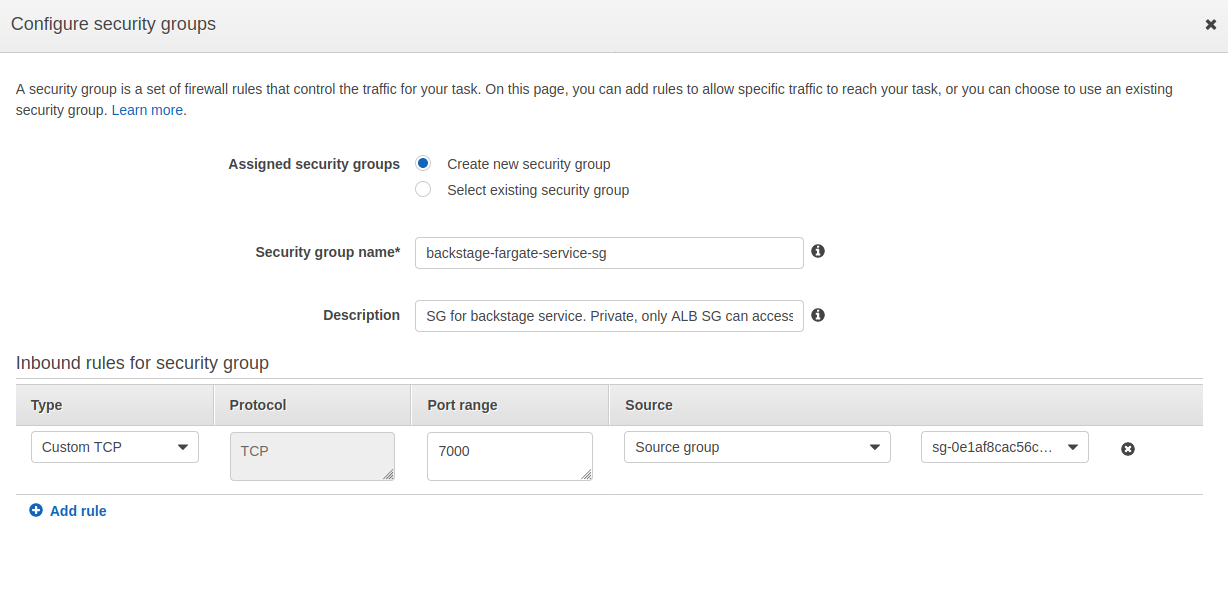 Configure security groups
A security group is a set of firewall rules that control the traffic for your task. On this page, you can add rules to allow specific traffic to reach your task, or you can choose to use an existing
security group. Learn more.
Assigned security groups
Create new security group
Select existing security group
Security group name* backstage-fargate-service-sg
Description SG for backstage service. Private, only ALB SG can access
Inbound rules for security group
Type Protocol Port range Source
Custom TCP TCP 7000 Source group sg-0e1af8cac56c...
Add rule